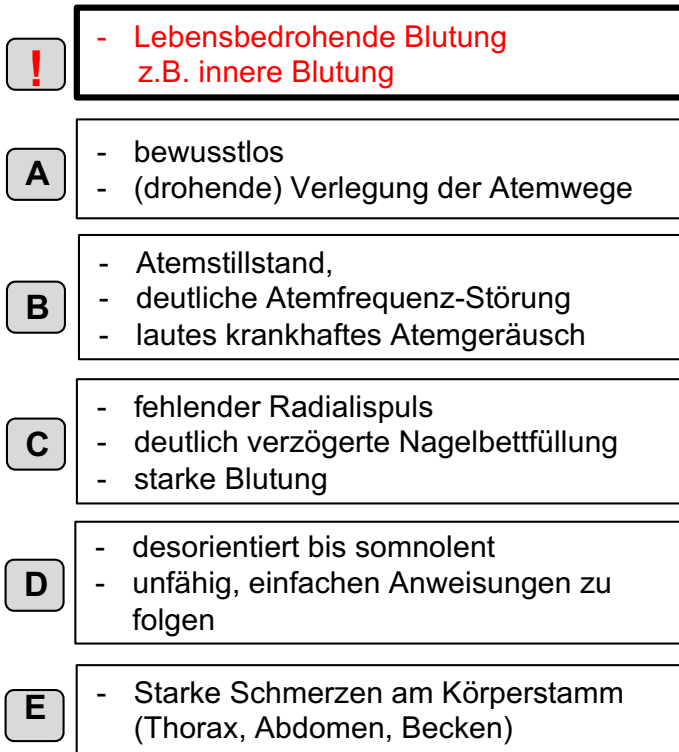 !
- Lebensbedrohende Blutung
z.B. innere Blutung
A
- bewusstlos
- (drohende) Verlegung der Atemwege
B
- Atemstillstand,
- deutliche Atemfrequenz-Störung
- lautes krankhaftes Atemgeräusch
C
- fehlender Radialispuls
- deutlich verzögerte Nagelbettfüllung
- starke Blutung
D
- desorientiert bis somnolent
- unfähig, einfachen Anweisungen zu
folgen
E
- Starke Schmerzen am Körperstamm
(Thorax, Abdomen, Becken)